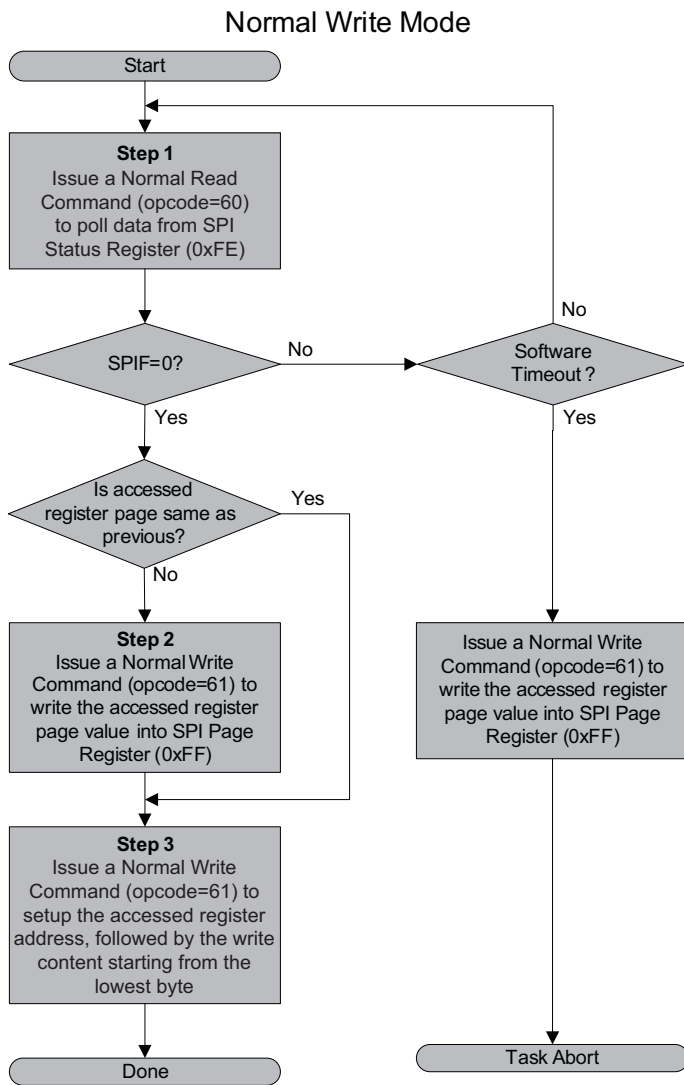 Normal Write Mode
Start
Step 1
Issue a Normal Read
Command (opcode=60)
to poll data from SPI
Status Register (0xFE)
SPIF=0?
No
Software
Timeout ?
No
Yes
Yes
Is accessed
register page same as
previous?
Yes
No
Step 2
Issue a Normal Write
Command (opcode=61) to
write the accessed register
page value into SPI Page
Register (0xFF)
Issue a Normal Write
Command (opcode=61) to
write the accessed register
page value into SPI Page
Register (0xFF)
Step 3
Issue a Normal Write
Command (opcode=61) to
setup the accessed register
address, followed by the write
content starting from the
lowest byte
Done
Task Abort